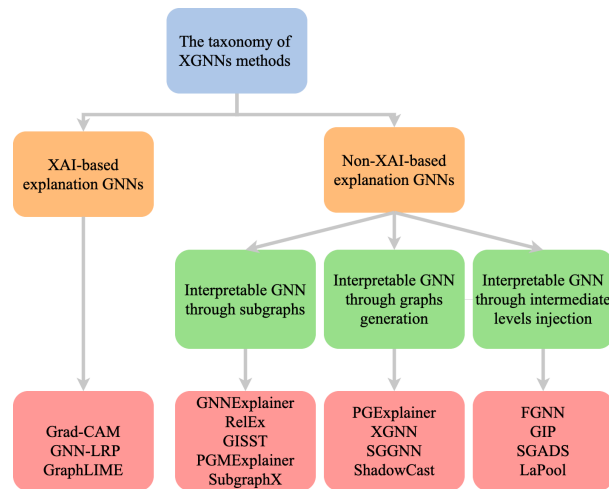 The taxonomy of
XGNNs methods
XAI-based
explanation GNNs
Non-XAI-based
explanation GNNs
Interpretable GNN
through subgraphs
Interpretable GNN
through graphs
generation
Interpretable GNN
through intermediate
levels injection
Grad-CAM
GNN-LRP
GraphLIME
GNNExplainer
RelEx
GISST
PGMExplainer
SubgraphX
PGExplainer
XGNN
SGGNN
ShadowCast
FGNN
GIP
SGADS
LaPool